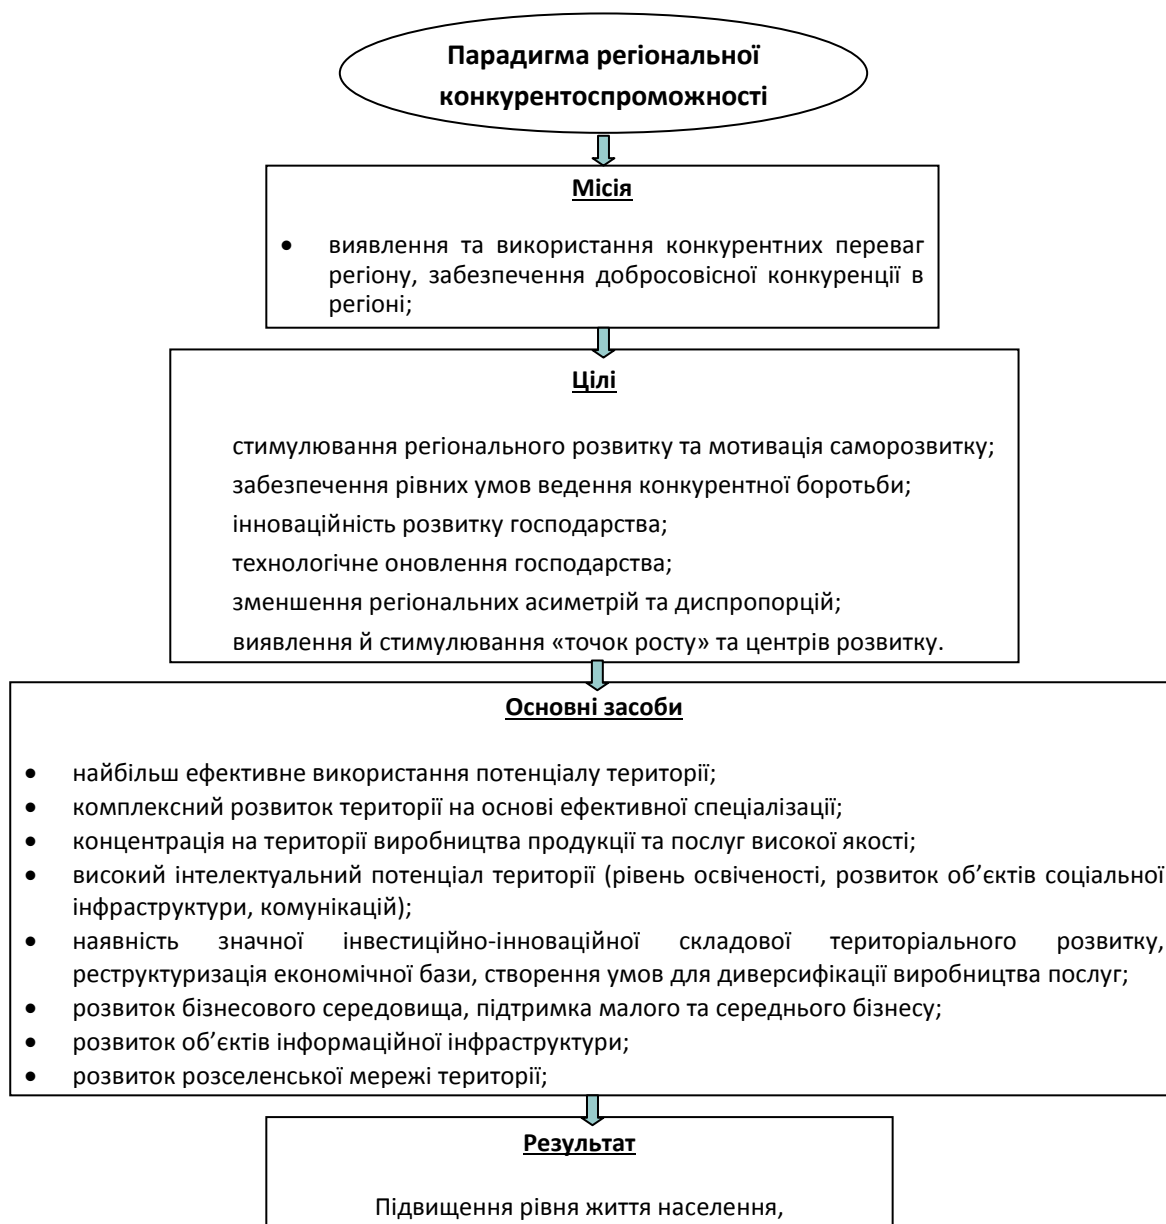 Парадигма регіональної
конкурентоспроможності
Місія
• виявлення та використання конкурентних переваг
регіону, забезпечення добросовісної конкуренції в
регіоні;
Цілі
стимулювання регіонального розвитку та мотивація саморозвитку;
забезпечення рівних умов ведення конкурентної боротьби;
інноваційність розвитку господарства;
технологічне оновлення господарства;
зменшення регіональних асиметрій та диспропорцій;
виявлення й стимулювання «точок росту» та центрів розвитку.
Основні засоби
• найбільш ефективне використання потенціалу території;
• комплексний розвиток території на основі ефективної спеціалізації;
• концентрація на території виробництва продукції та послуг високої якості;
• високий інтелектуальний потенціал території (рівень освіченості, розвиток об’єктів соціальної
інфраструктури, комунікацій);
• наявність значної інвестиційно-інноваційної складової територіального розвитку,
реструктуризація економічної бази, створення умов для диверсифікації виробництва послуг;
• розвиток бізнесового середовища, підтримка малого та середнього бізнесу;
• розвиток об’єктів інформаційної інфраструктури;
• розвиток розселенської мережі території;
Результат
Підвищення рівня життя населення,